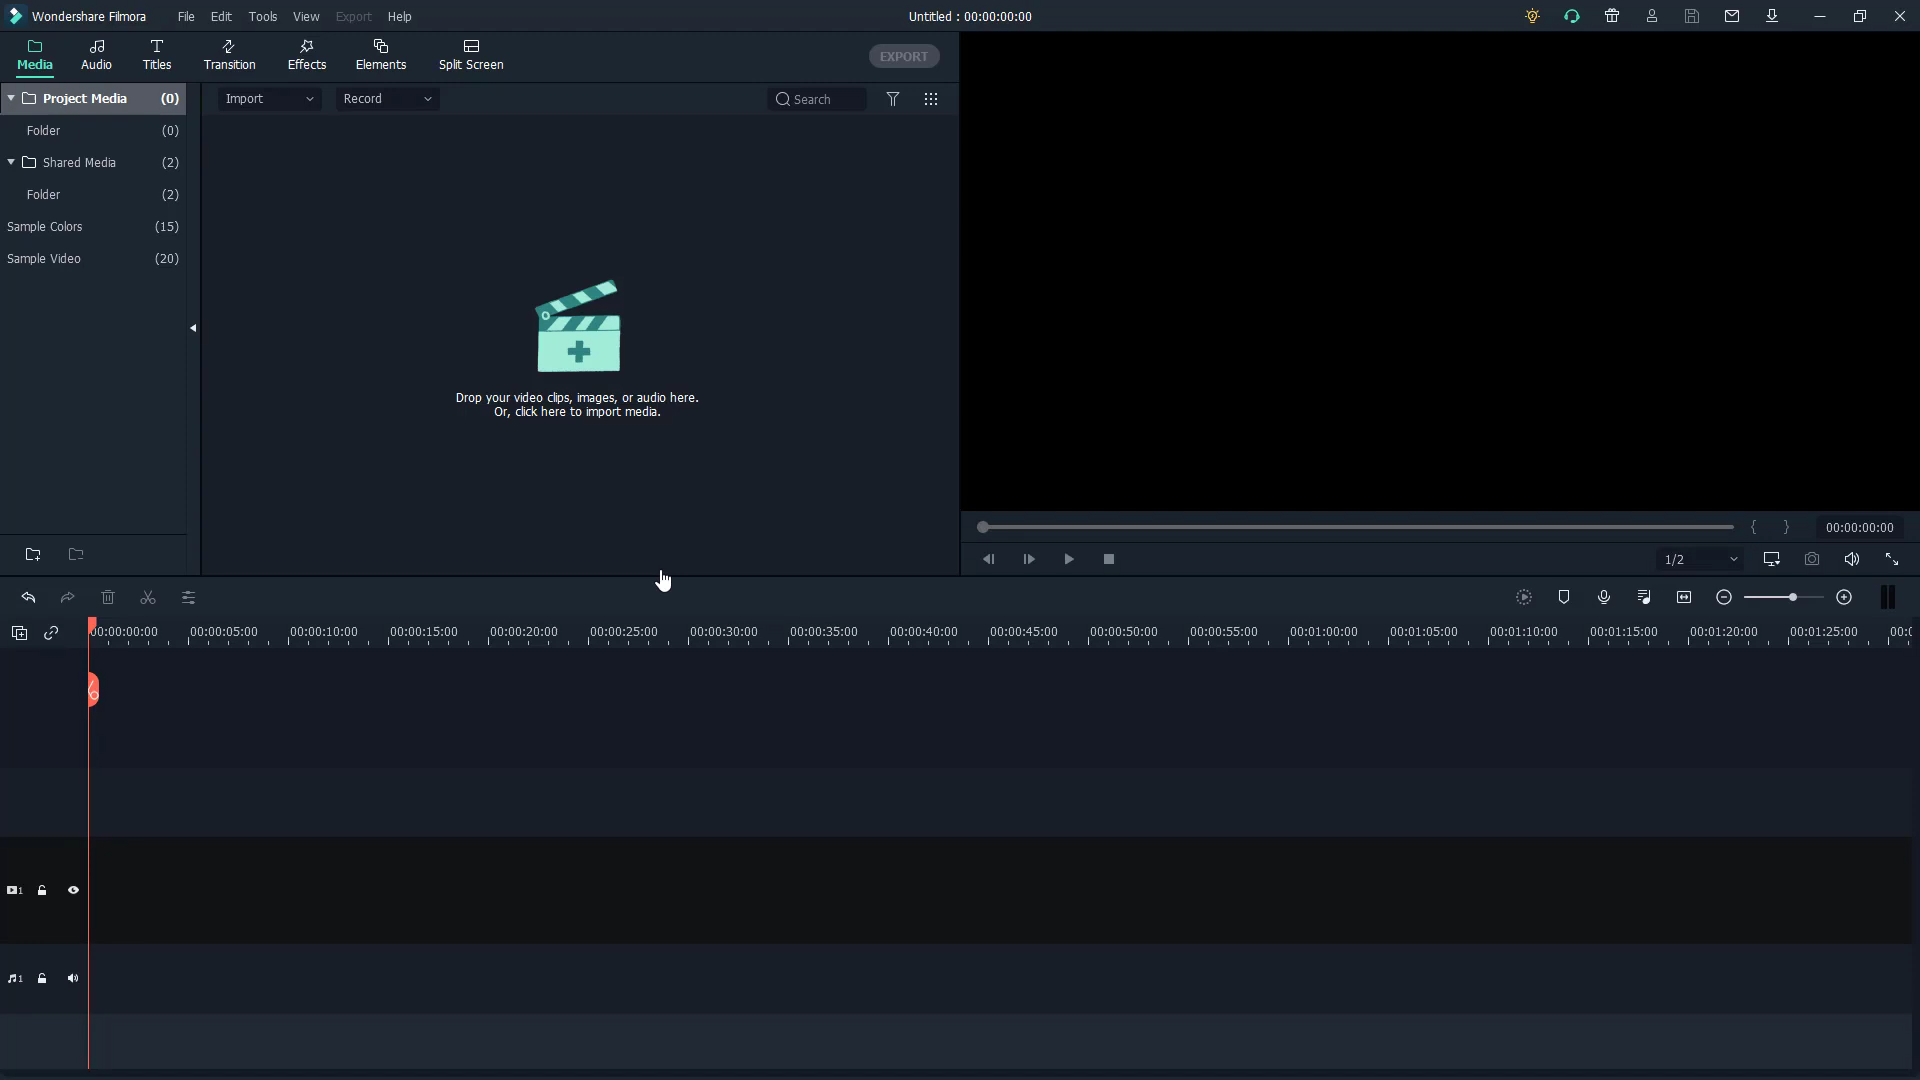 Wondershare Filmora File Edit Tools View Export Help Untitled : 00:00:00:00
Media Audio Titles Transition Effects Elements Split Screen EXPORT
Project Media (0)
Folder (0)
Shared Media (2)
Folder (2)
Sample Colors (15)
Sample Video (20)
Import Record Search
Drop your video clips, images, or audio here.
Or, click here to import media.
{ } 00:00:00:00
1/2
00:00:00:00 00:00:05:00 00:00:10:00 00:00:15:00 00:00:20:00 00:00:25:00 00:00:30:00 00:00:35:00 00:00:40:00 00:00:45:00 00:00:50:00 00:00:55:00 00:01:00:00 00:01:05:00 00:01:10:00 00:01:15:00 00:01:20:00 00:01:25:00
1
1